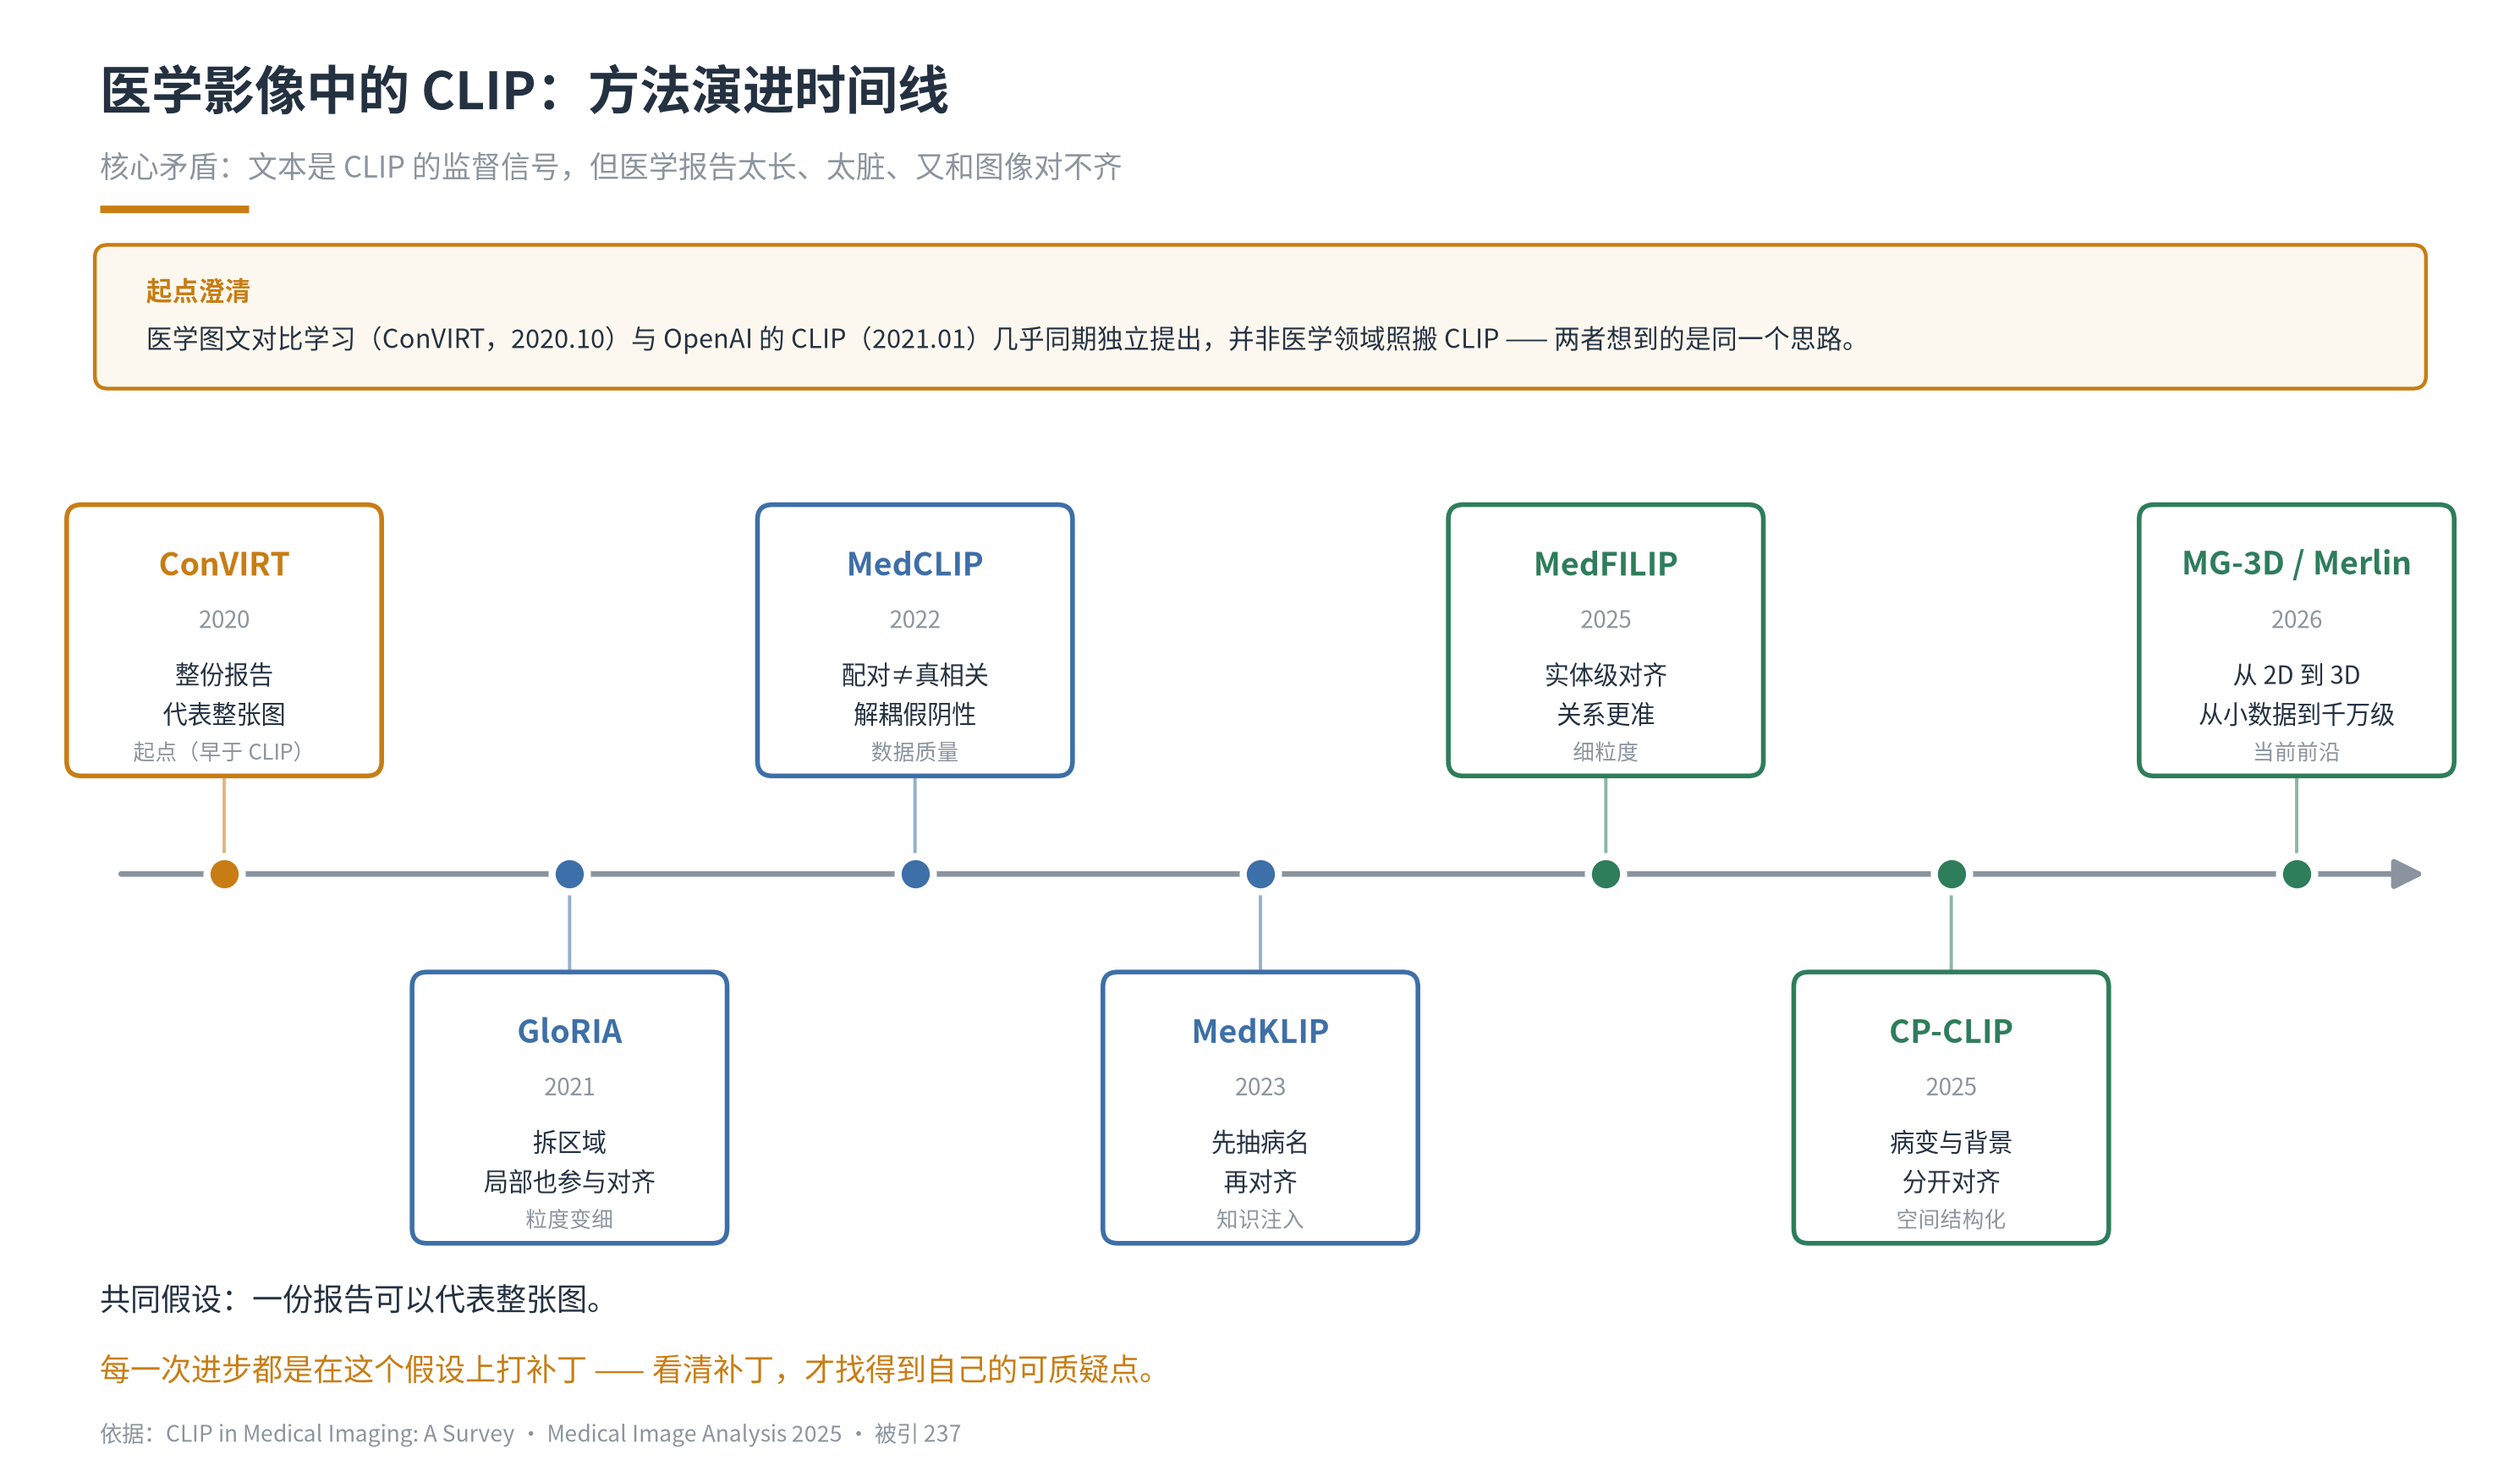 医学影像中的 CLIP：方法演进时间线
核心矛盾：文本是 CLIP 的监督信号，但医学报告太长、太脏、又和图像对不齐
起点澄清
医学图文对比学习（ConVIRT，2020.10）与 OpenAI 的 CLIP（2021.01）几乎同期独立提出，并非医学领域照搬 CLIP —— 两者想到的是同一个思路。
ConVIRT
2020
整份报告
代表整张图
起点（早于 CLIP）
GloRIA
2021
拆区域
局部也参与对齐
粒度变细
MedCLIP
2022
配对≠真相关
解耦假阴性
数据质量
MedKLIP
2023
先抽病名
再对齐
知识注入
MedFILIP
2025
实体级对齐
关系更准
细粒度
CP-CLIP
2025
病变与背景
分开对齐
空间结构化
MG-3D / Merlin
2026
从 2D 到 3D
从小数据到千万级
当前前沿
共同假设：一份报告可以代表整张图。
每一次进步都是在这个假设上打补丁 —— 看清补丁，才找得到自己的可质疑点。
依据：CLIP in Medical Imaging: A Survey · Medical Image Analysis 2025 · 被引 237